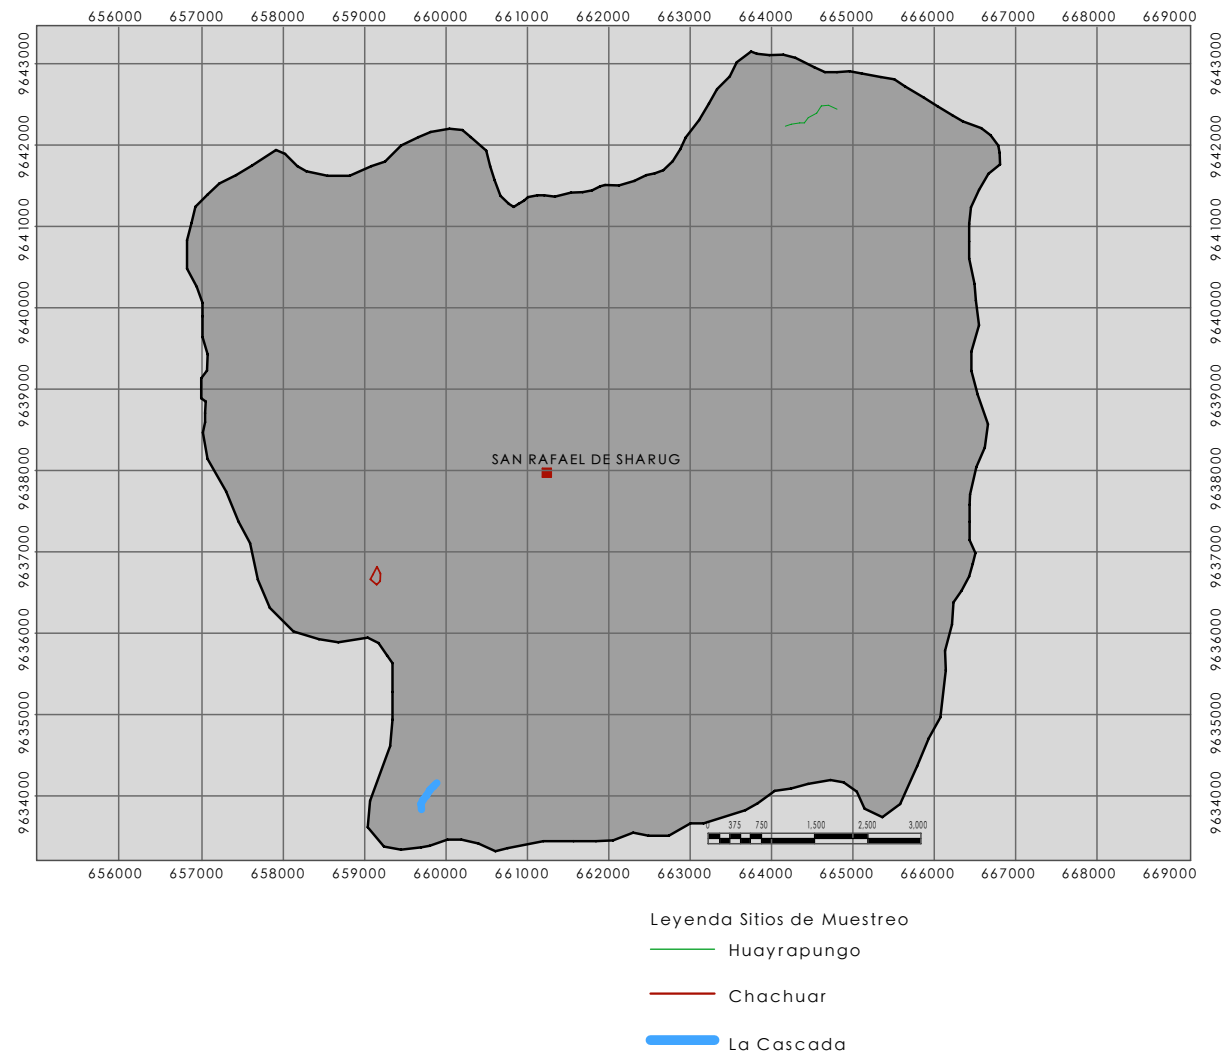 656000 657000 658000 659000 660000 661000 662000 663000 664000 665000 666000 667000 668000 669000
9643000 9643000
9642000 9642000
9641000 9641000
9640000 9640000
9639000 9639000
SAN RAFAEL DE SHARUG
9638000 9638000
9637000 9637000
9636000 9636000
9635000 9635000
9634000 9634000
0 375 750 1,500 2,500 3,000
656000 657000 658000 659000 660000 661000 662000 663000 664000 665000 666000 667000 668000 669000
Leyenda Sitios de Muestreo
Huayrapungo
Chachuar
La Cascada